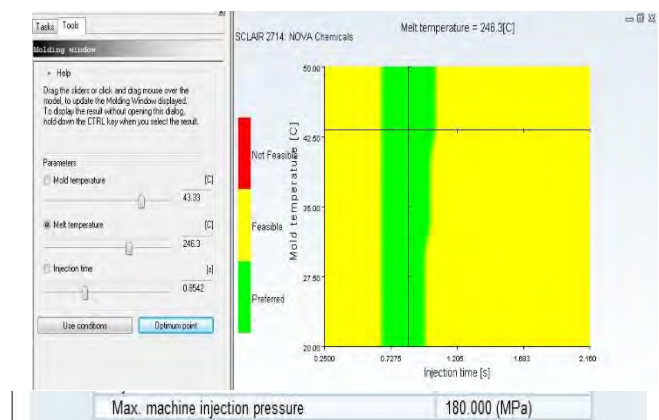 Tasks Tools
Molding window
Help
Drag the sliders or click and drag mouse over the
model, to update the Molding Window displayed.
To display the result without opening this dialog,
hold-down the CTRL key when you select the result.
Parameters
Mold temperature [C]
43.33
Melt temperature [C]
246.3
Injection time [s]
0.8542
Use conditions Optimum point
SCLAIR 2714: NOVA Chemicals
Melt temperature = 246.3[C]
Not Feasible
Feasible
Preferred
Mold temperature [C]
50.00
42.50
35.00
27.50
20.00
0.2500 0.7275 1.205 1.683 2.160
Injection time [s]
Max. machine injection pressure 180.000 (MPa)